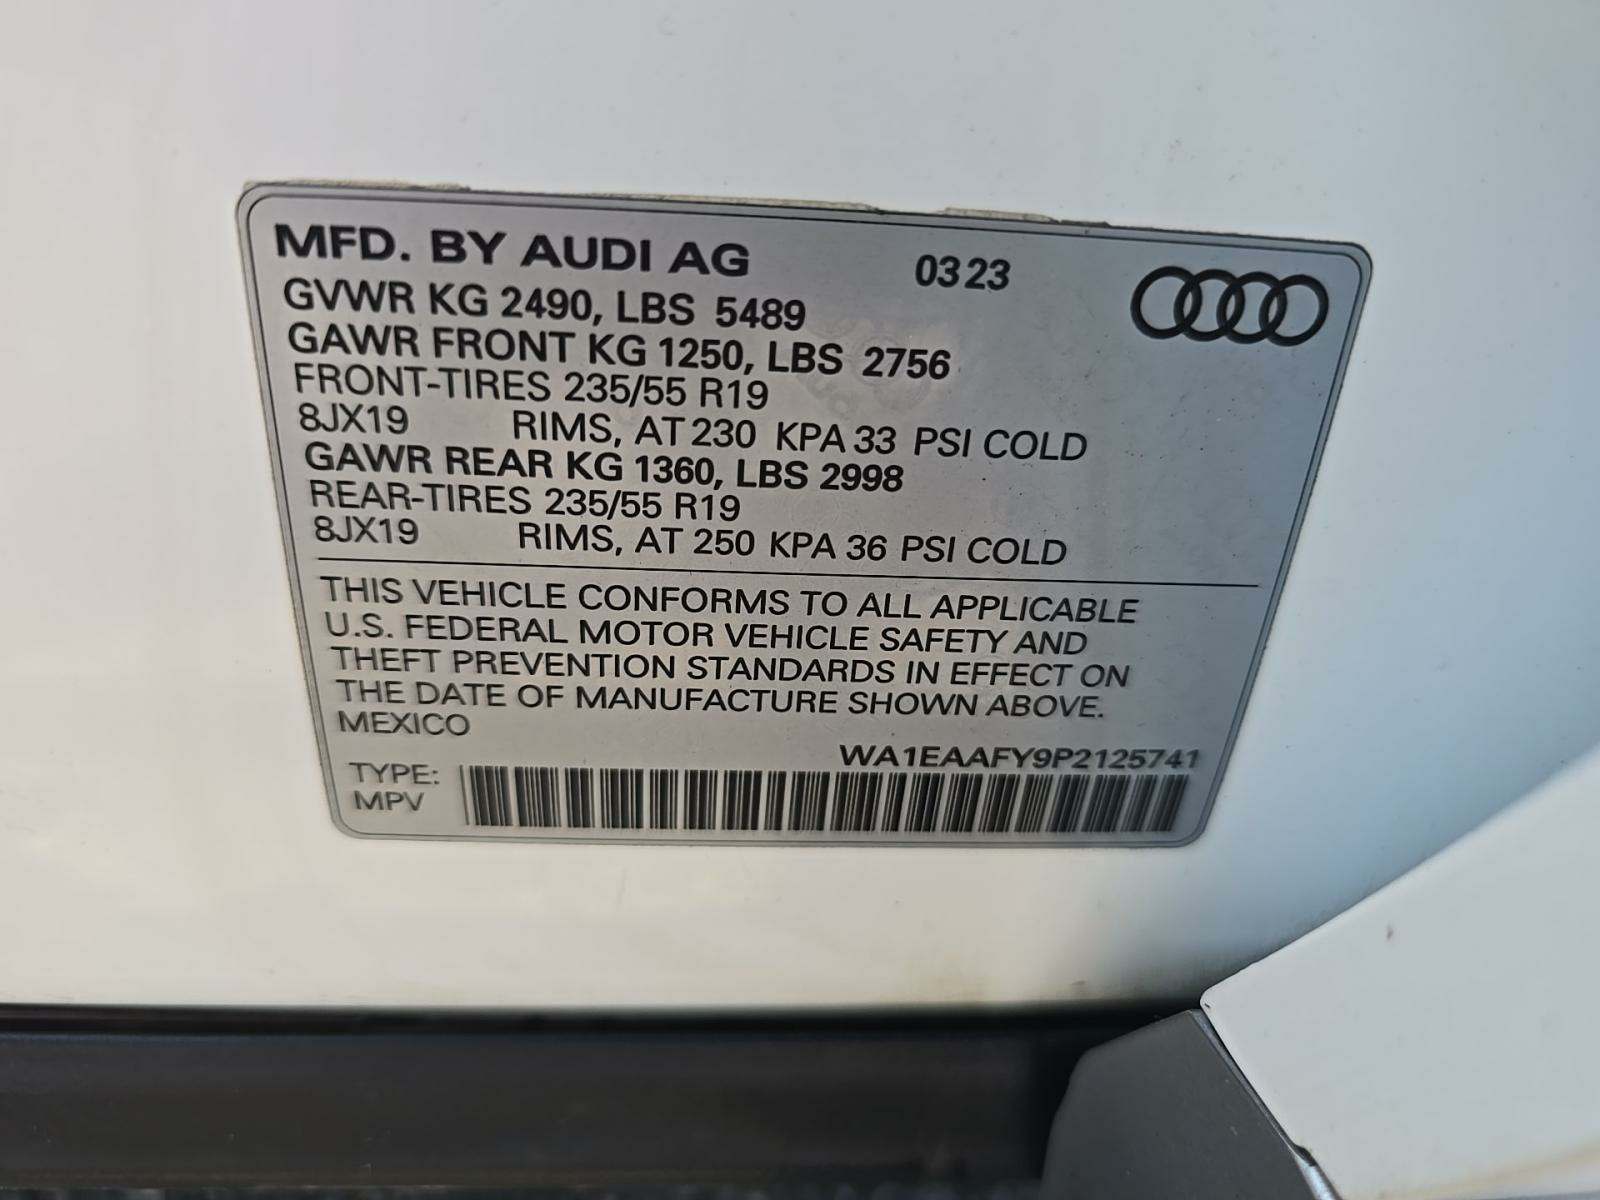 MFD. BY AUDI AG 03 23
GVWR KG 2490, LBS 5489
GAWR FRONT KG 1250, LBS 2756
FRONT-TIRES 235/55 R19
8JX19 RIMS, AT 230 KPA 33 PSI COLD
GAWR REAR KG 1360, LBS 2998
REAR-TIRES 235/55 R19
8JX19 RIMS, AT 250 KPA 36 PSI COLD
THIS VEHICLE CONFORMS TO ALL APPLICABLE
U.S. FEDERAL MOTOR VEHICLE SAFETY AND
THEFT PREVENTION STANDARDS IN EFFECT ON
THE DATE OF MANUFACTURE SHOWN ABOVE.
MEXICO
WA1EAAFY9P2125741
TYPE:
MPV